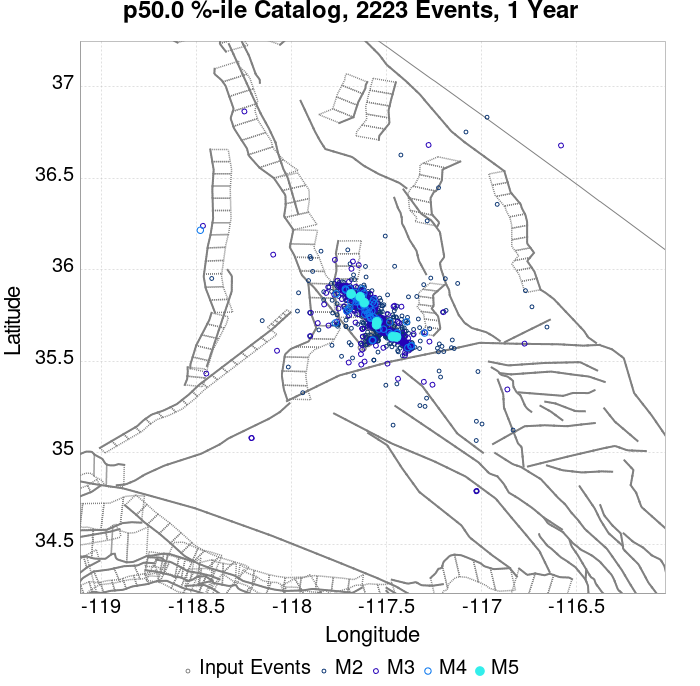 p50.0 %-ile Catalog, 2223 Events, 1 Year
37
36.5
36
35.5
35
34.5
Latitude
-119 -118.5 -118 -117.5 -117 -116.5
Longitude
Input Events M2 M3 M4 M5